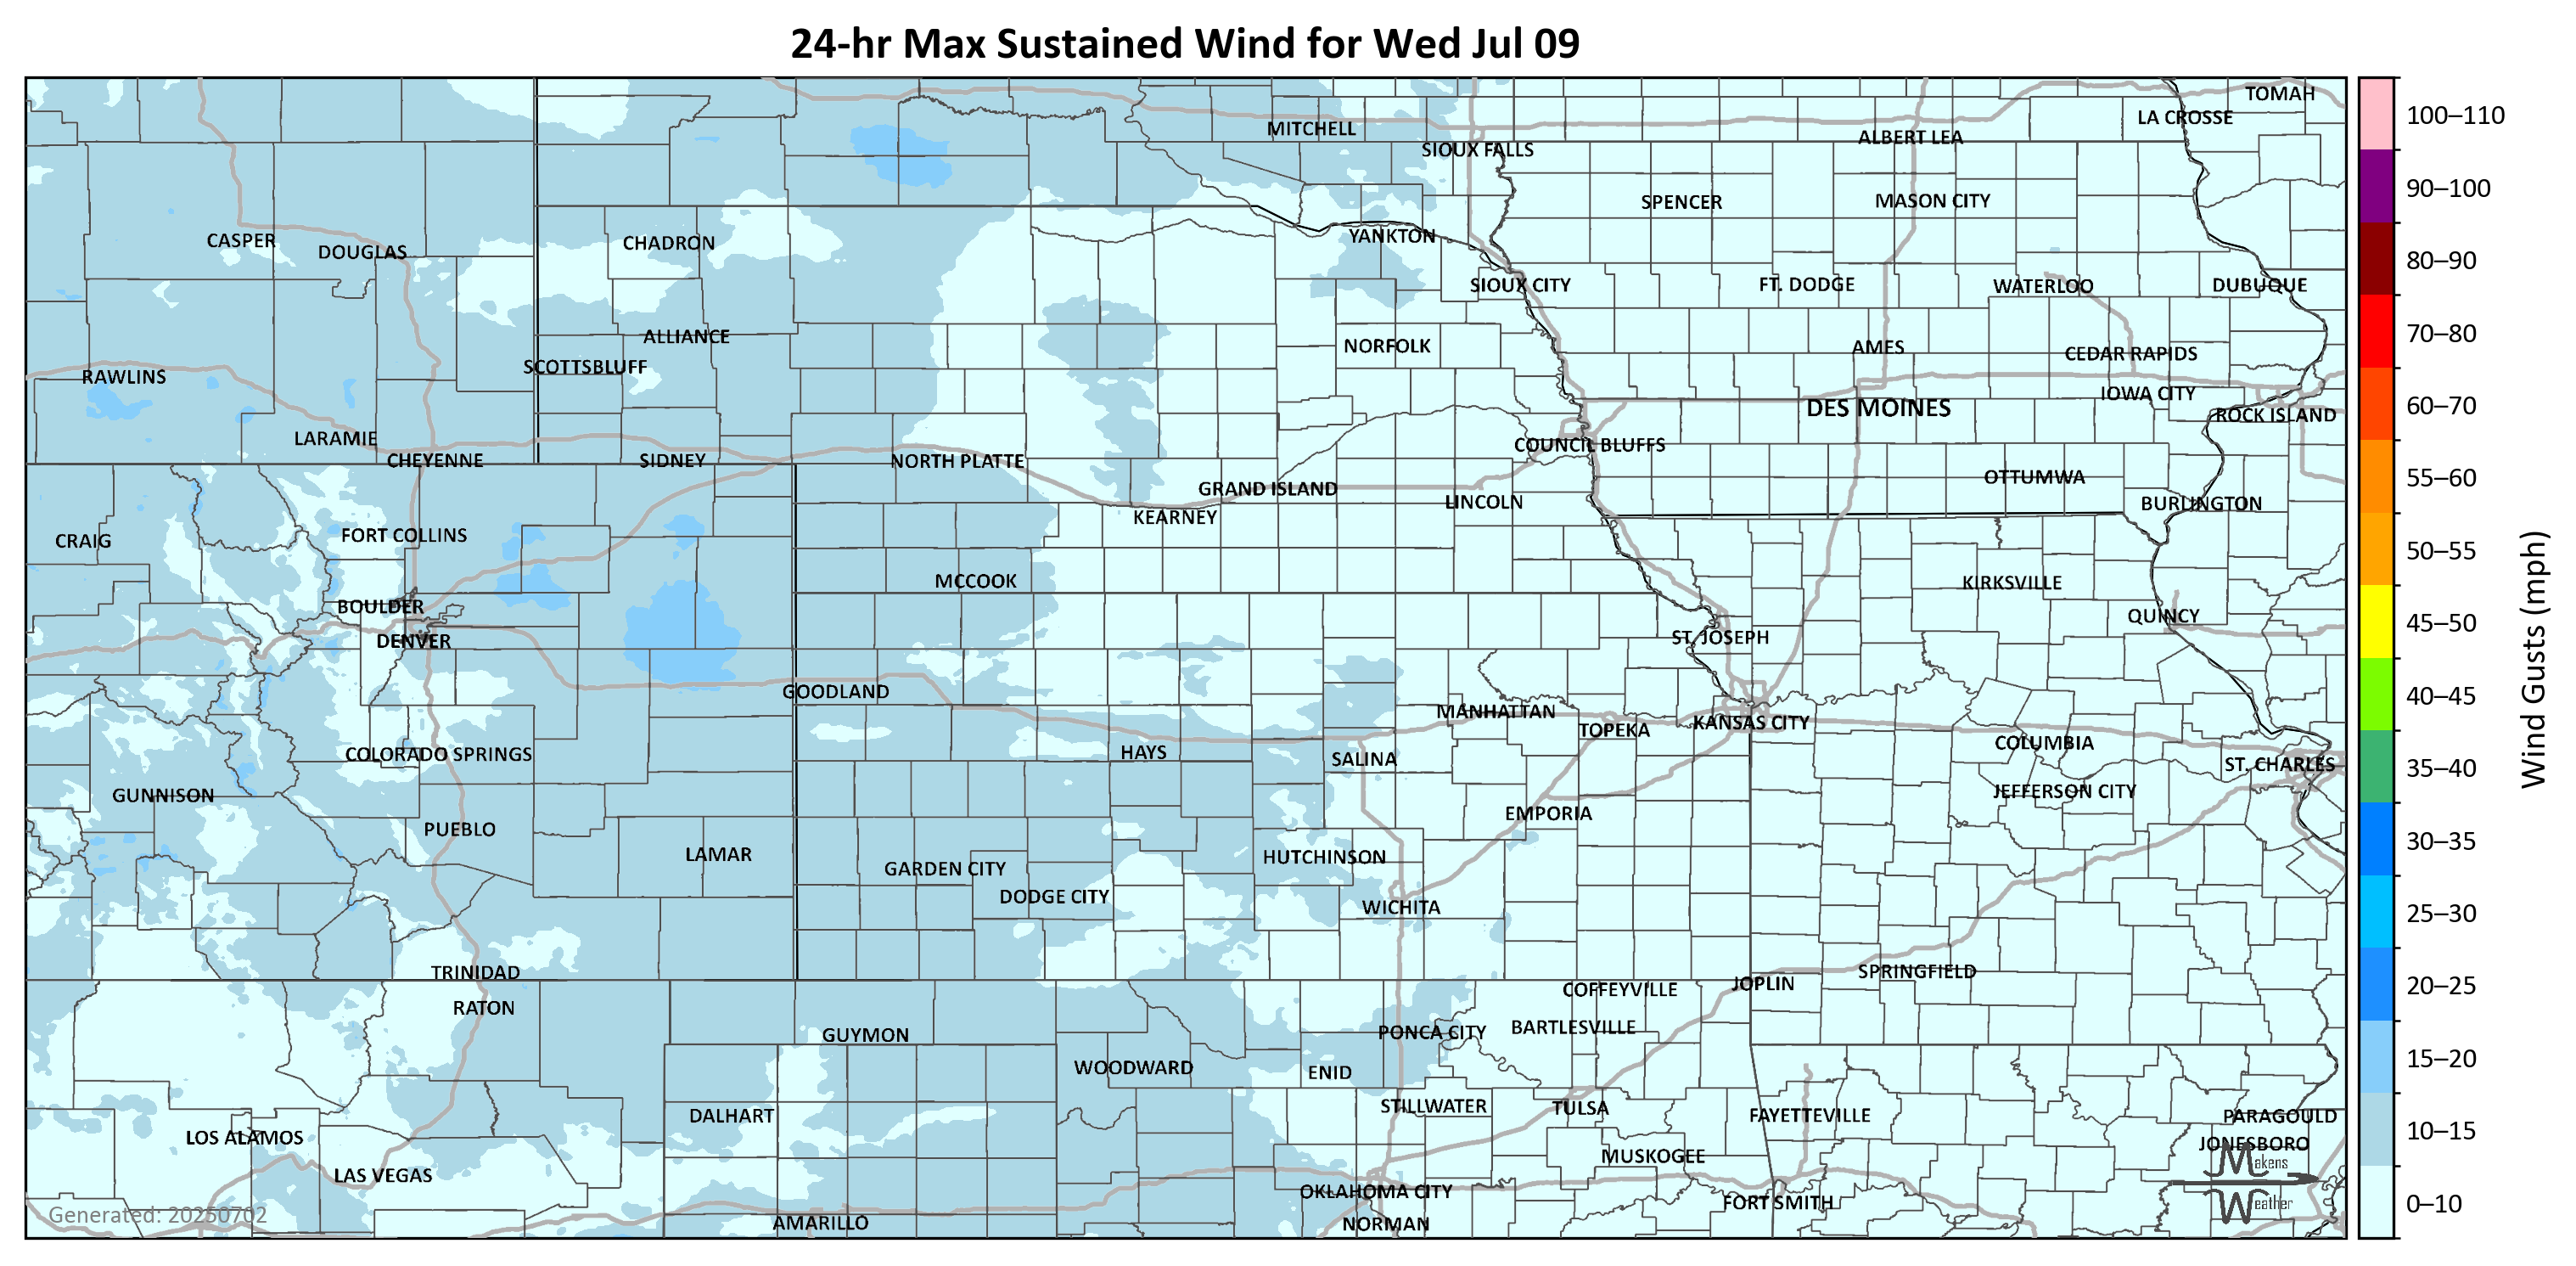 24-hr Max Sustained Wind for Wed Jul 09
TOMAH
LA CROSSE
MITCHELL
ALBERT LEA
SIOUX FALLS
SPENCER
MASON CITY
CASPER
DOUGLAS
CHADRON
YANKTON
SIOUX CITY
FT. DODGE
WATERLOO
DUBUQUE
ALLIANCE
NORFOLK
AMES
CEDAR RAPIDS
SCOTTSBLUFF
RAWLINS
IOWA CITY
DES MOINES
ROCK ISLAND
LARAMIE
COUNCIL BLUFFS
CHEYENNE
SIDNEY
NORTH PLATTE
OTTUMWA
GRAND ISLAND
LINCOLN
BURLINGTON
KEARNEY
FORT COLLINS
CRAIG
MCCOOK
KIRKSVILLE
BOULDER
QUINCY
DENVER
ST. JOSEPH
GOODLAND
MANHATTAN
TOPEKA
KANSAS CITY
COLUMBIA
COLORADO SPRINGS
HAYS
SALINA
ST. CHARLES
GUNNISON
JEFFERSON CITY
EMPORIA
PUEBLO
LAMAR
HUTCHINSON
GARDEN CITY
DODGE CITY
WICHITA
TRINIDAD
SPRINGFIELD
JOPLIN
COFFEYVILLE
RATON
GUYMON
PONCA CITY
BARTLESVILLE
WOODWARD
ENID
DALHART
STILLWATER
TULSA
FAYETTEVILLE
PARAGOULD
LOS ALAMOS
JONESBORO
MUSKOGEE
LAS VEGAS
OKLAHOMA CITY
FORT SMITH
AMARILLO
NORMAN
Generated: 20250702
Makens
Weather
100–110
90–100
80–90
70–80
60–70
55–60
50–55
45–50
40–45
35–40
30–35
25–30
20–25
15–20
10–15
0–10
Wind Gusts (mph)